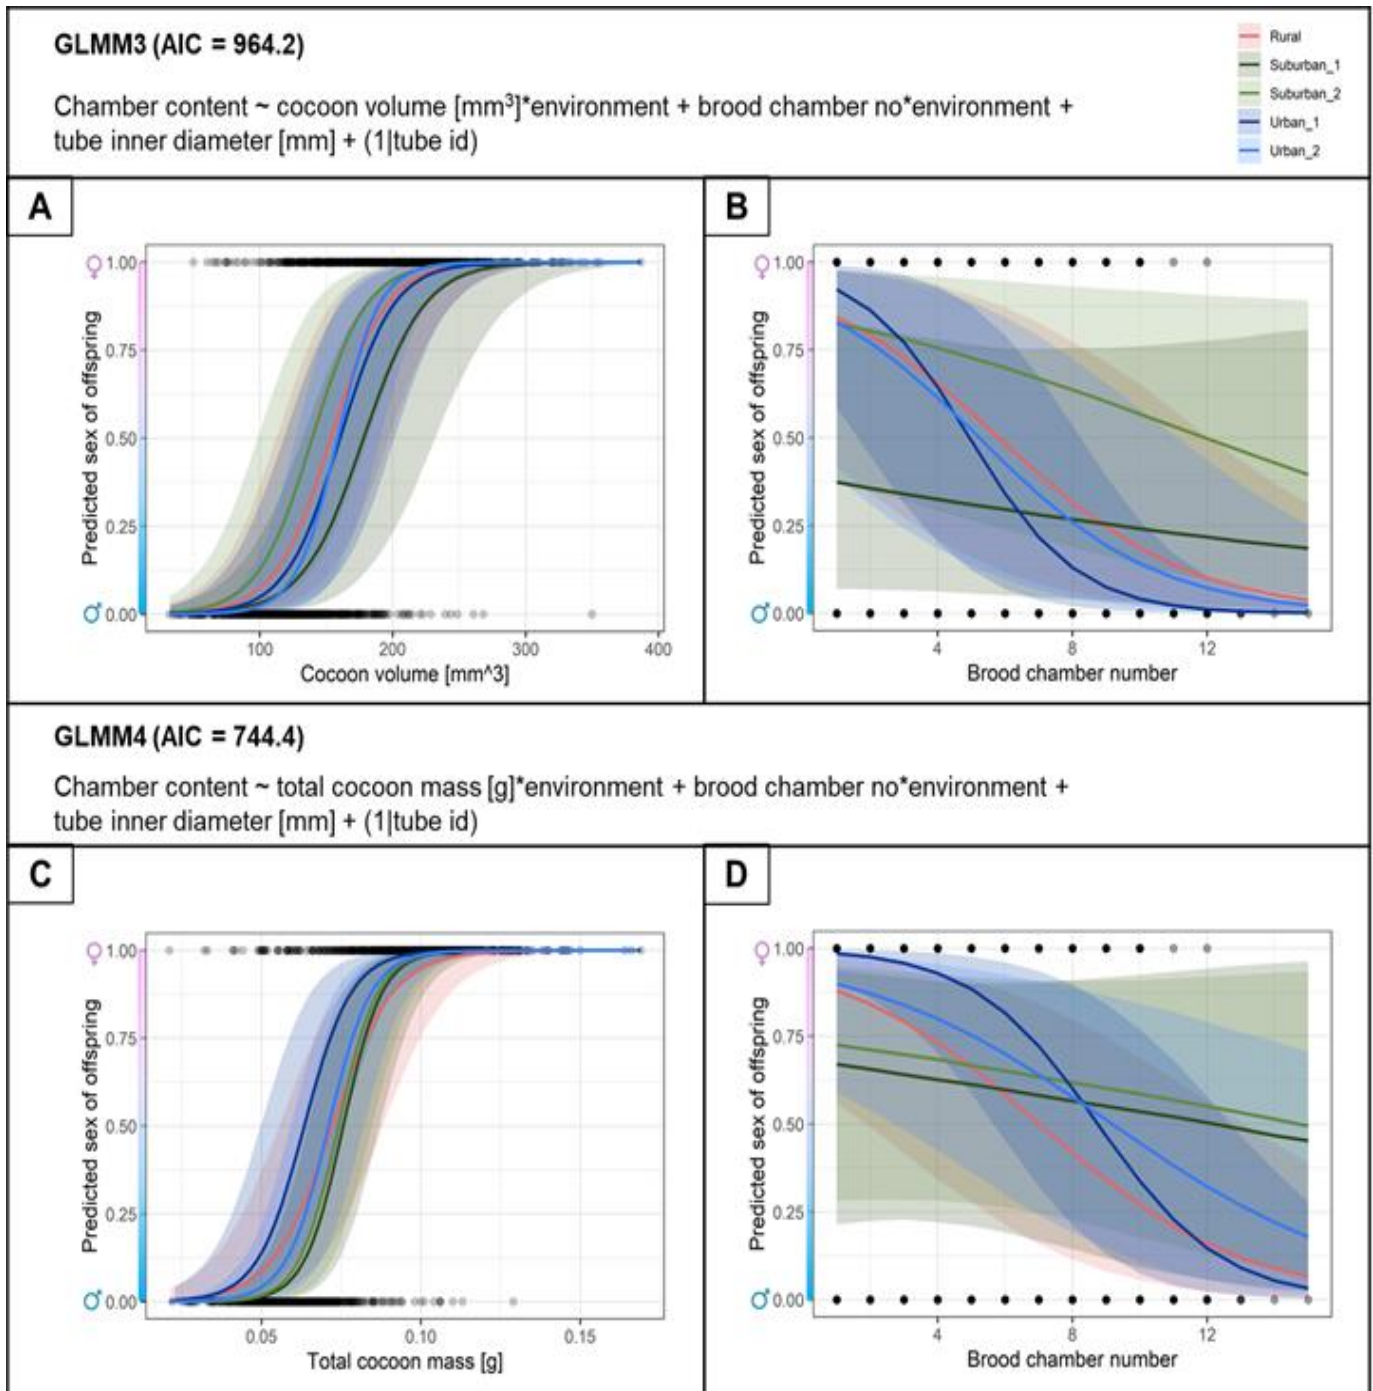 GLMM3 (AIC = 964.2)
Chamber content ~ cocoon volume [mm³]*environment + brood chamber no*environment +
tube inner diameter [mm] + (1|tube id)
Rural
Suburban_1
Suburban_2
Urban_1
Urban_2
A
Predicted sex of offspring
♀ 1.00
0.75
0.50
0.25
♂ 0.00
100 200 300 400
Cocoon volume [mm^3]
B
Predicted sex of offspring
♀ 1.00
0.75
0.50
0.25
♂ 0.00
4 8 12
Brood chamber number
GLMM4 (AIC = 744.4)
Chamber content ~ total cocoon mass [g]*environment + brood chamber no*environment +
tube inner diameter [mm] + (1|tube id)
C
Predicted sex of offspring
♀ 1.00
0.75
0.50
0.25
♂ 0.00
0.05 0.10 0.15
Total cocoon mass [g]
D
Predicted sex of offspring
♀ 1.00
0.75
0.50
0.25
♂ 0.00
4 8 12
Brood chamber number